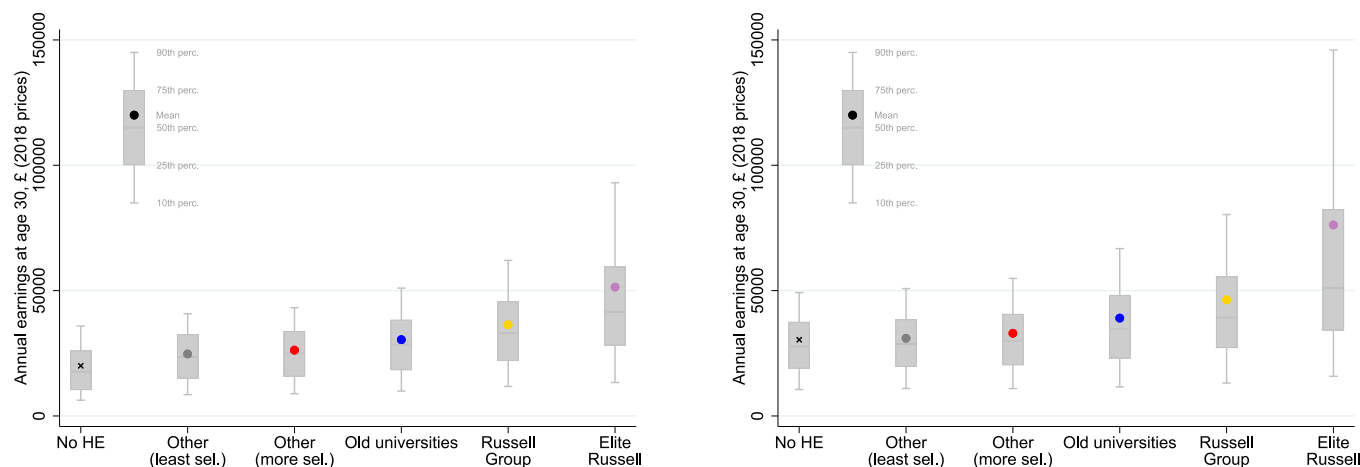 Annual earnings at age 30, £ (2018 prices)
150000
100000
50000
0
90th perc.
75th perc.
Mean
50th perc.
25th perc.
10th perc.
No HE
Other
(least sel.)
Other
(more sel.)
Old universities
Russell
Group
Elite
Russell
Annual earnings at age 30, £ (2018 prices)
150000
100000
50000
0
90th perc.
75th perc.
Mean
50th perc.
25th perc.
10th perc.
No HE
Other
(least sel.)
Other
(more sel.)
Old universities
Russell
Group
Elite
Russell